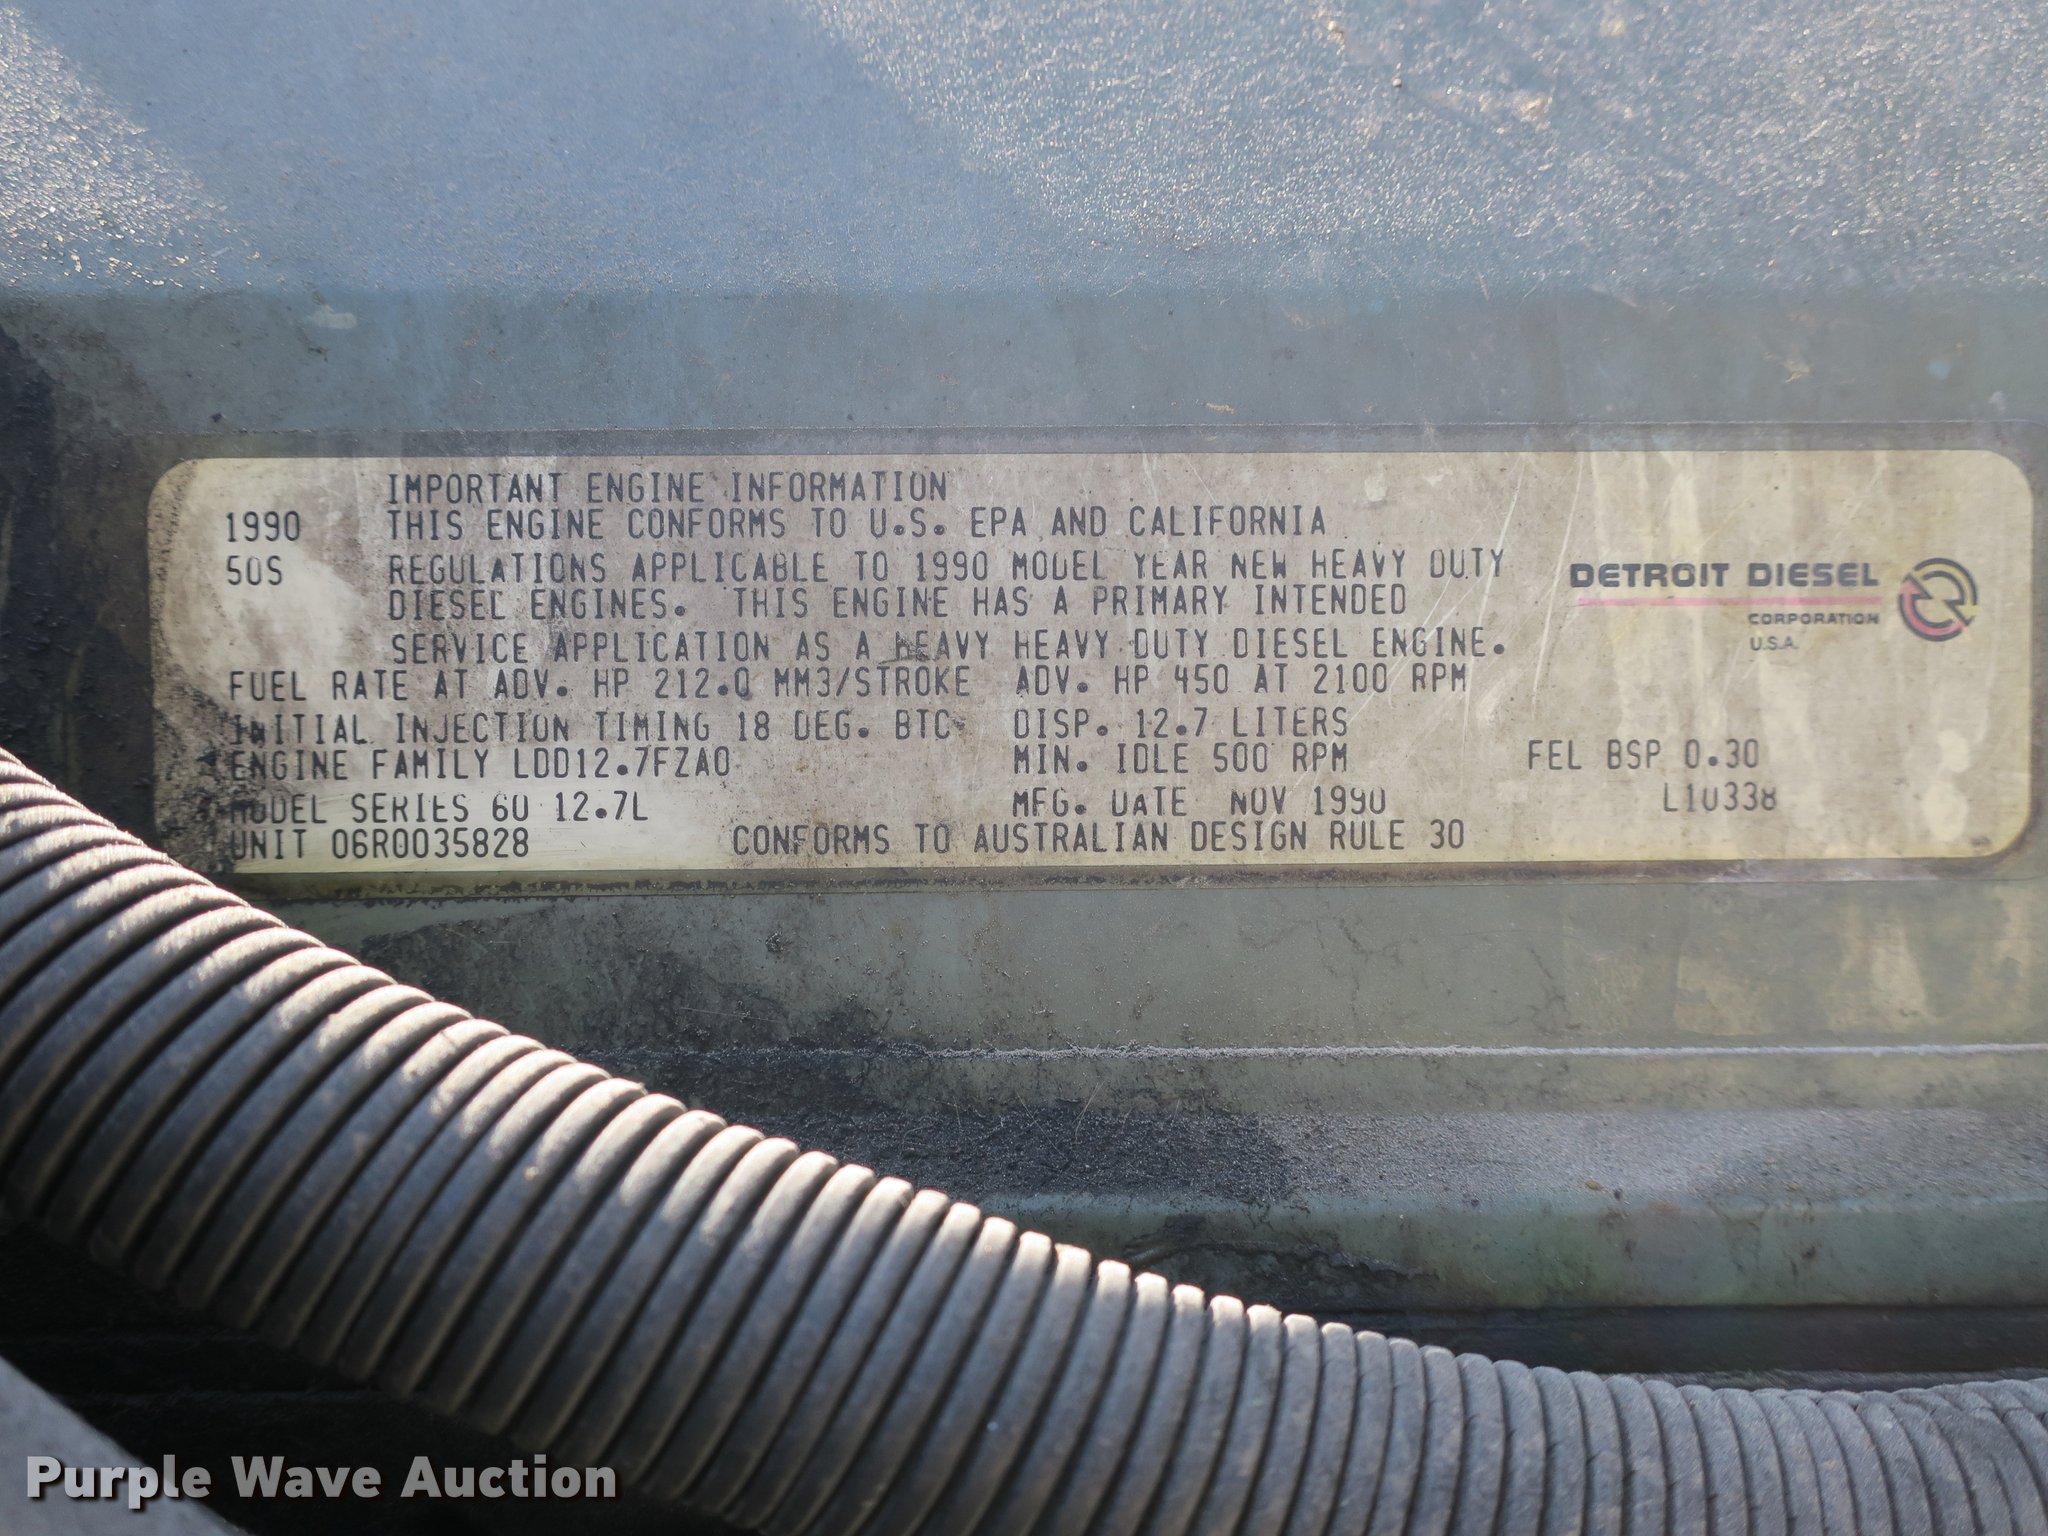 IMPORTANT ENGINE INFORMATION
1990 THIS ENGINE CONFORMS TO U.S. EPA AND CALIFORNIA
50S REGULATIONS APPLICABLE TO 1990 MODEL YEAR NEW HEAVY DUTY
DIESEL ENGINES. THIS ENGINE HAS A PRIMARY INTENDED
SERVICE APPLICATION AS A HEAVY HEAVY DUTY DIESEL ENGINE.
DETROIT DIESEL
CORPORATION
U.S.A.
FUEL RATE AT ADV. HP 212.0 MM3/STROKE ADV. HP 450 AT 2100 RPM
INITIAL INJECTION TIMING 18 DEG. BTC DISP. 12.7 LITERS
ENGINE FAMILY LDD12.7FZA0 MIN. IDLE 500 RPM FEL BSP 0.30
MODEL SERIES 60 12.7L MFG. DATE NOV 1990 L10338
UNIT 06R0035828 CONFORMS TO AUSTRALIAN DESIGN RULE 30
Purple Wave Auction